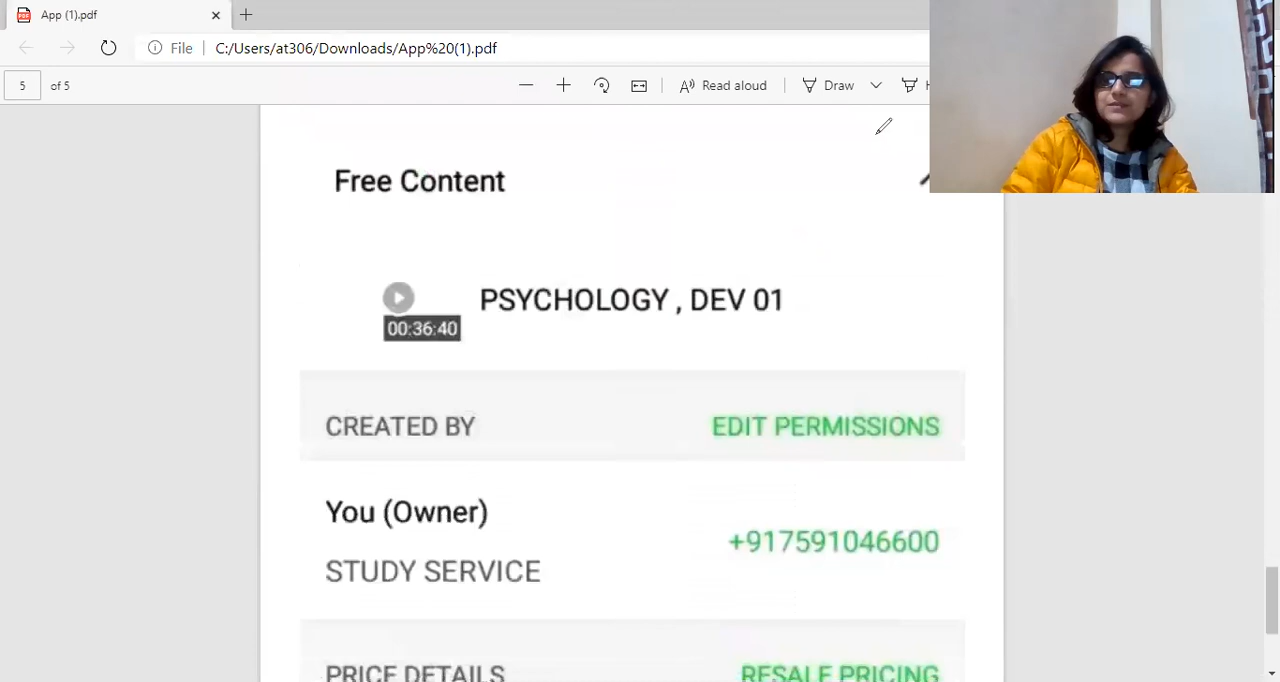 App (1).pdf
File
C:/Users/at306/Downloads/App%20(1).pdf
5 of 5
Read aloud
Draw
Free Content
PSYCHOLOGY , DEV 01
00:36:40
CREATED BY EDIT PERMISSIONS
You (Owner)
+917591046600
STUDY SERVICE
PRICE DETAILS RESALE PRICING